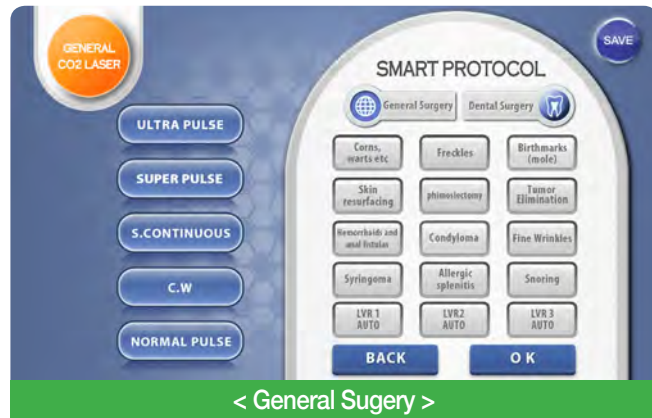 GENERAL
CO2 LASER
SAVE
SMART PROTOCOL
General Surgery
Dental Surgery
ULTRA PULSE
SUPER PULSE
S.CONTINUOUS
C.W
NORMAL PULSE
Corns,
warts etc
Freckles
Birthmarks
(mole)
Skin
resurfacing
phimosiectomy
Tumor
Elimination
Hemorrhoids and
anal fistulas
Condyloma
Fine Wrinkles
Syringoma
Allergic
splenitis
Snoring
LVR 1
AUTO
LVR2
AUTO
LVR 3
AUTO
BACK
O K
< General Sugery >